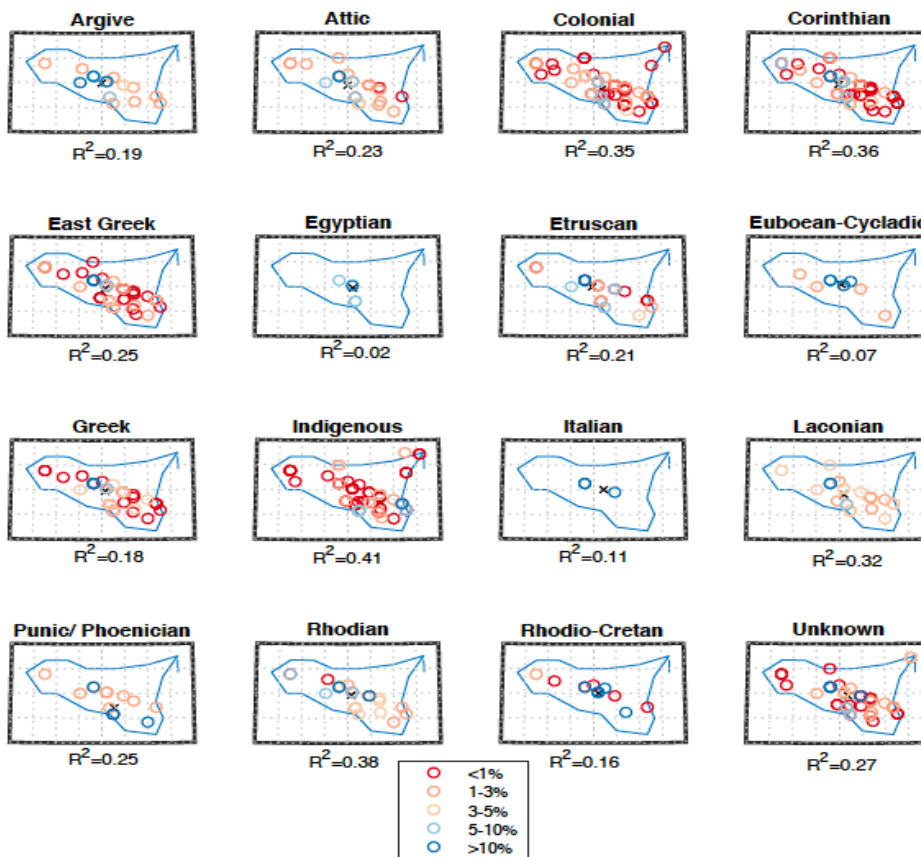 Argive Attic Colonial Corinthian
R²=0.19 R²=0.23 R²=0.35 R²=0.36
East Greek Egyptian Etruscan Euboean-Cycladic
R²=0.25 R²=0.02 R²=0.21 R²=0.07
Greek Indigenous Italian Laconian
R²=0.18 R²=0.41 R²=0.11 R²=0.32
Punic/ Phoenician Rhodian Rhodio-Cretan Unknown
R²=0.25 R²=0.38 R²=0.16 R²=0.27
<1%
1-3%
3-5%
5-10%
>10%